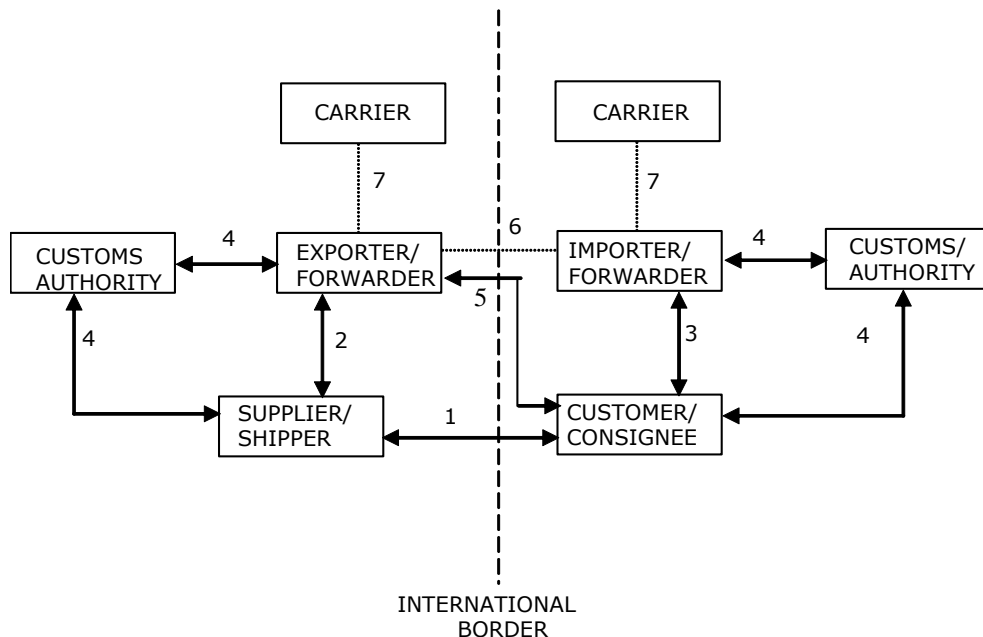 CARRIER
CARRIER
7
7
6
4
EXPORTER/
FORWARDER
IMPORTER/
FORWARDER
4
CUSTOMS
AUTHORITY
CUSTOMS/
AUTHORITY
5
4
2
3
4
SUPPLIER/
SHIPPER
1
CUSTOMER/
CONSIGNEE
INTERNATIONAL
BORDER